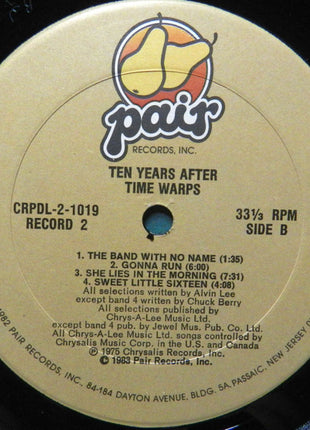 pair
RECORDS, INC.
TEN YEARS AFTER
TIME WARPS
CRPDL-2-1019
RECORD 2
33⅓ RPM
SIDE B
1. THE BAND WITH NO NAME (1:35)
2. GONNA RUN (6:00)
3. SHE LIES IN THE MORNING (7:31)
4. SWEET LITTLE SIXTEEN (4:08)
All selections written by Alvin Lee
except band 4 written by Chuck Berry
All selections published by
Chrys-A-Lee Music Ltd.
except band 4 pub. by Jewel Mus. Pub. Co. Ltd.
All Chrys-A-Lee Music Ltd. songs controlled by
Chrysalis Music Corp. in the U.S. and Canada
℗ 1975 Chrysalis Records, Inc.
© 1983 Pair Records, Inc.
1982 PAIR RECORDS, INC. 84-184 DAYTON AVENUE, BLDG. 5A, PASSAIC, NEW JERSEY